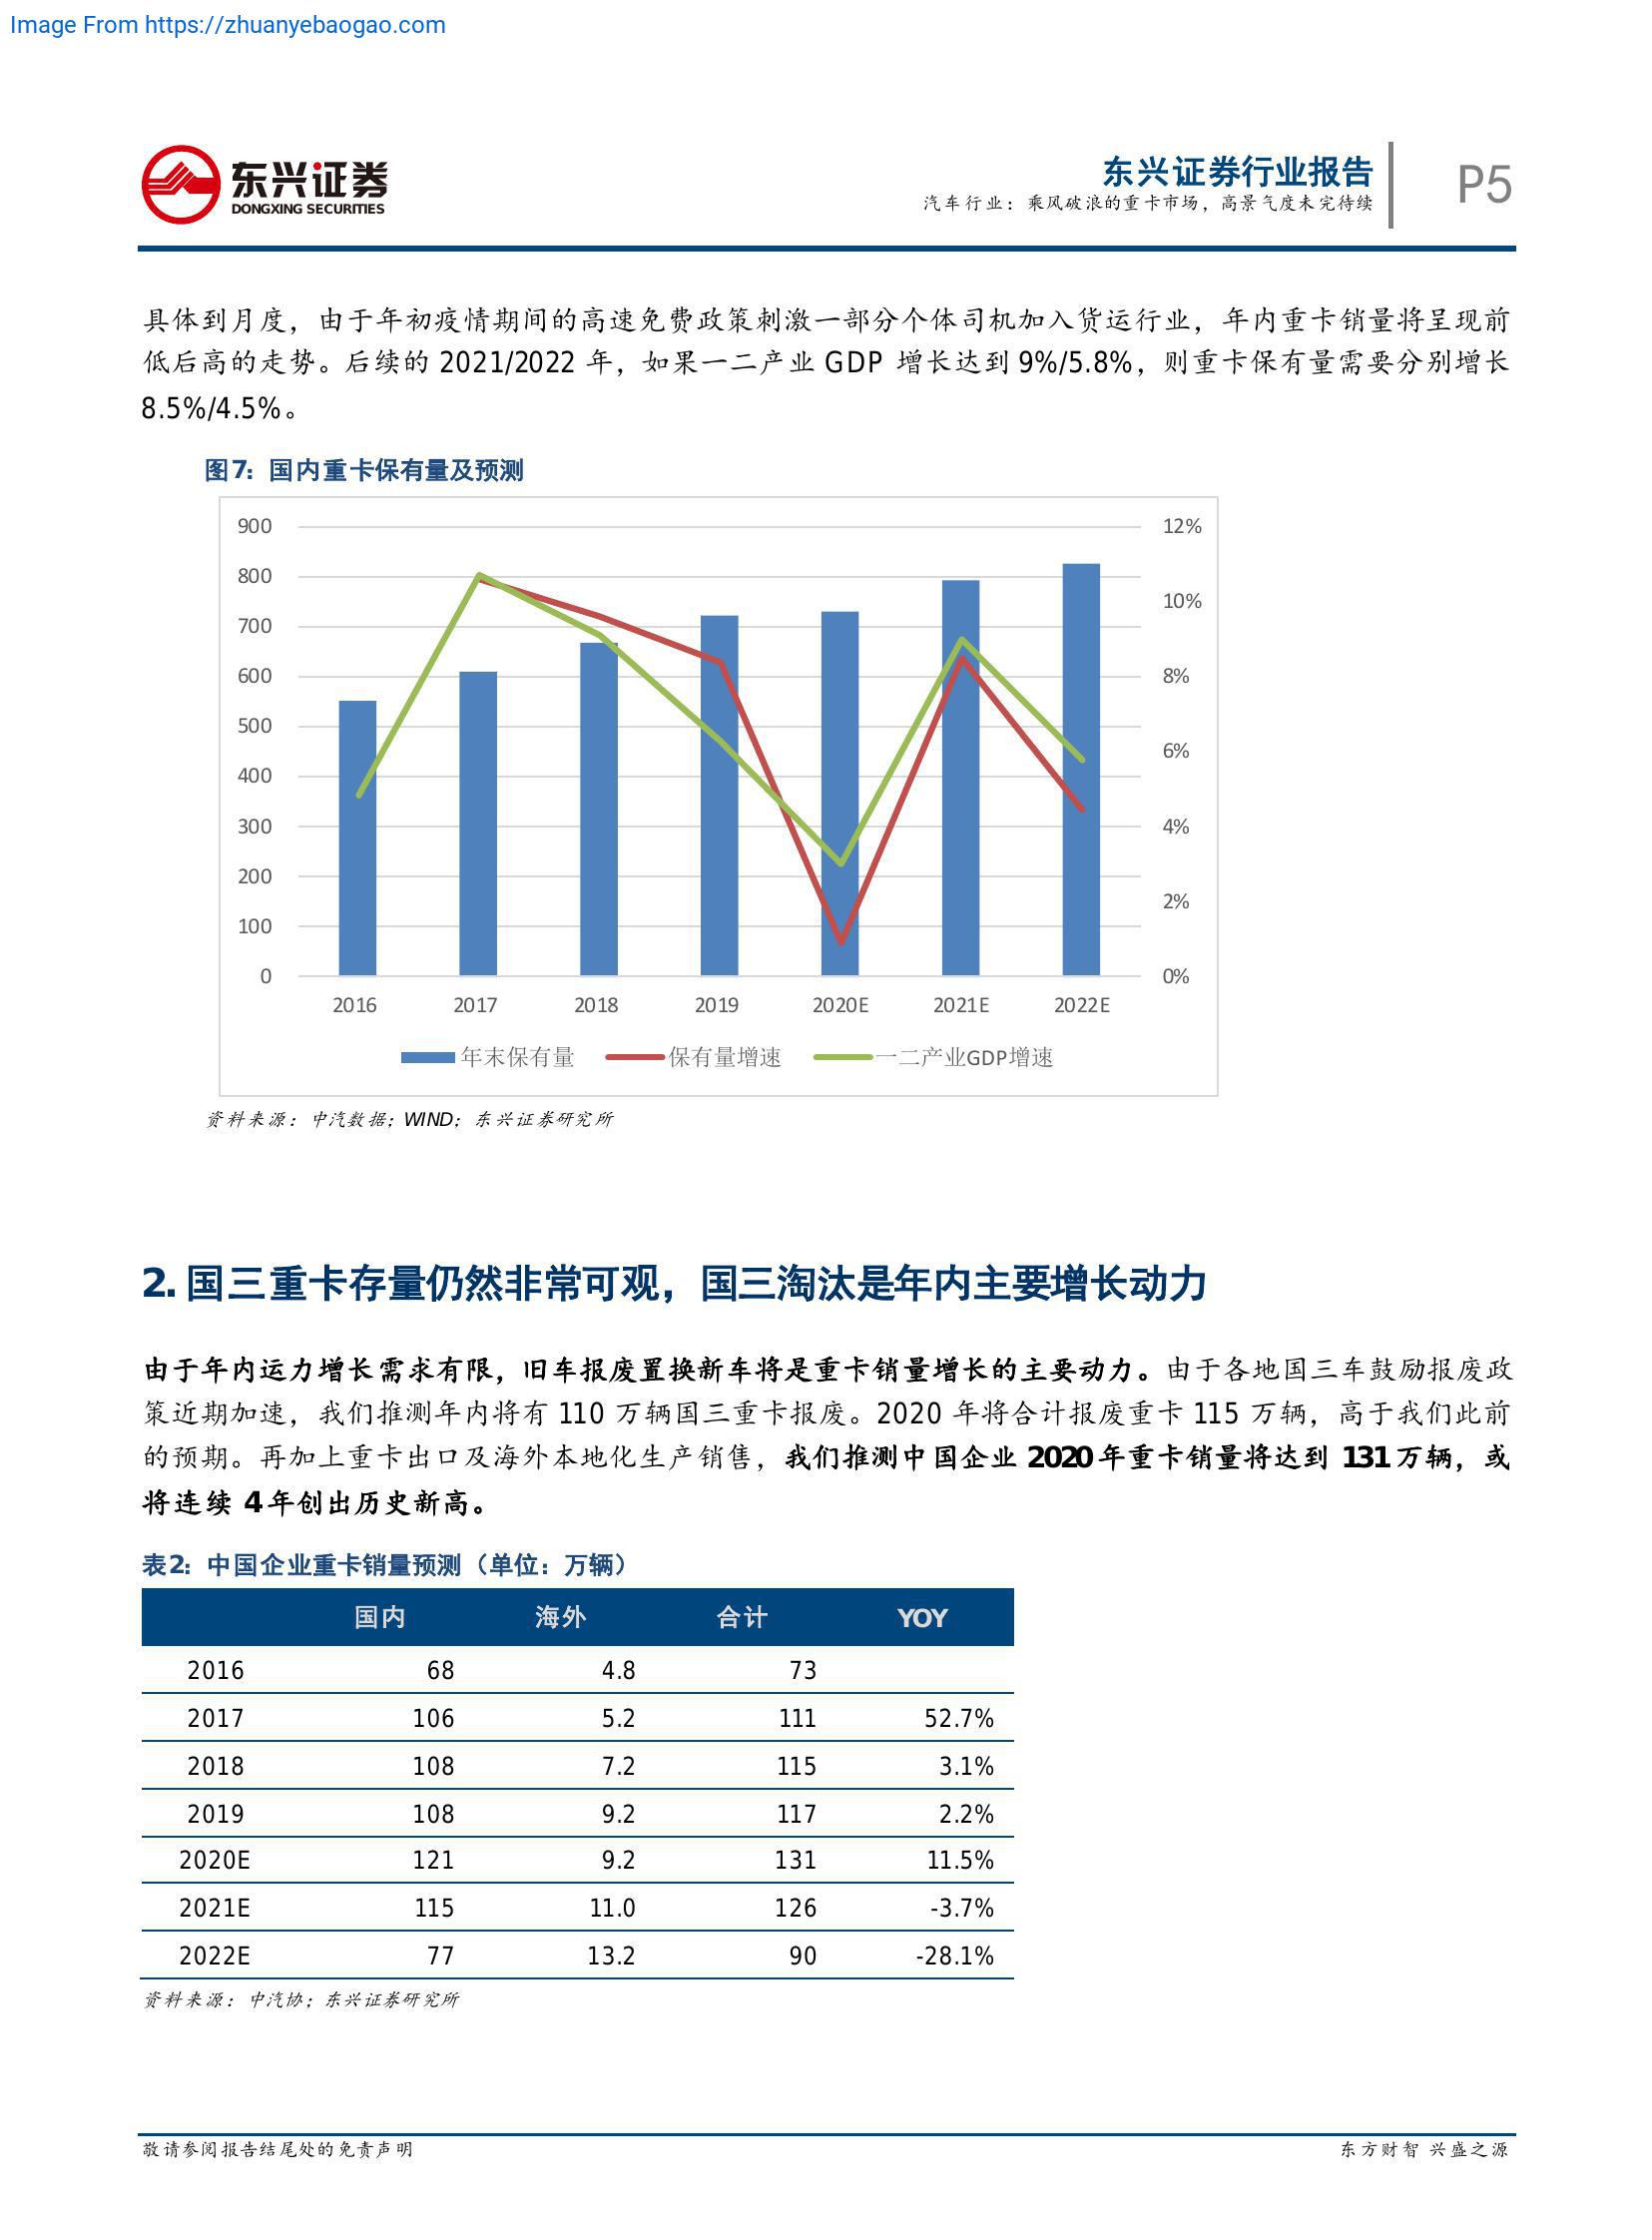 Image From https://zhuanyebaogao.com
东兴证券
DONGXING SECURITIES
东兴证券行业报告
汽车行业：乘风破浪的重卡市场，高景气度未完待续
P5
具体到月度，由于年初疫情期间的高速免费政策刺激一部分个体司机加入货运行业，年内重卡销量将呈现前
低后高的走势。后续的 2021/2022 年，如果一二产业 GDP 增长达到 9%/5.8%，则重卡保有量需要分别增长
8.5%/4.5%。
图7：国内重卡保有量及预测
900 12%
800
700 10%
600 8%
500
400 6%
300 4%
200
100 2%
0 0%
2016 2017 2018 2019 2020E 2021E 2022E
年末保有量 保有量增速 一二产业GDP增速
资料来源：中汽数据；WIND；东兴证券研究所
2. 国三重卡存量仍然非常可观，国三淘汰是年内主要增长动力
由于年内运力增长需求有限，旧车报废置换新车将是重卡销量增长的主要动力。由于各地国三车鼓励报废政
策近期加速，我们推测年内将有 110 万辆国三重卡报废。2020 年将合计报废重卡 115 万辆，高于我们此前
的预期。再加上重卡出口及海外本地化生产销售，我们推测中国企业 2020 年重卡销量将达到 131 万辆，或
将连续 4 年创出历史新高。
表2：中国企业重卡销量预测（单位：万辆）
国内 海外 合计 YOY
2016 68 4.8 73
2017 106 5.2 111 52.7%
2018 108 7.2 115 3.1%
2019 108 9.2 117 2.2%
2020E 121 9.2 131 11.5%
2021E 115 11.0 126 -3.7%
2022E 77 13.2 90 -28.1%
资料来源：中汽协；东兴证券研究所
敬请参阅报告结尾处的免责声明
东方财智 兴盛之源